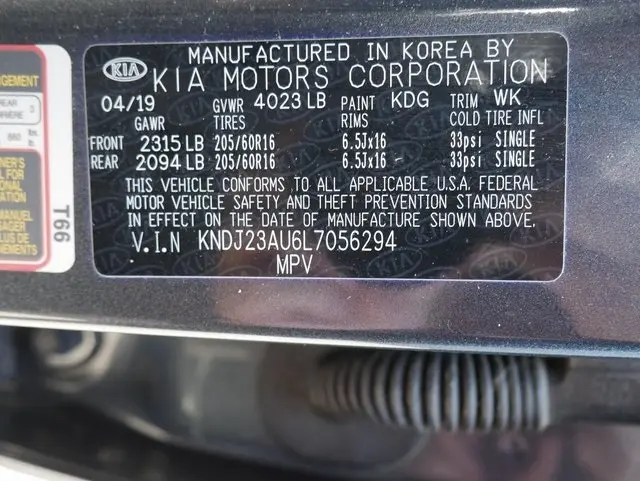 MANUFACTURED IN KOREA BY
KIA
KIA MOTORS CORPORATION
04/19 GVWR 4023 LB PAINT KDG TRIM WK
GAWR TIRES RIMS COLD TIRE INFL
FRONT 2315 LB 205/60R16 6.5Jx16 33psi SINGLE
REAR 2094 LB 205/60R16 6.5Jx16 33psi SINGLE
THIS VEHICLE CONFORMS TO ALL APPLICABLE U.S.A. FEDERAL
MOTOR VEHICLE SAFETY AND THEFT PREVENTION STANDARDS
IN EFFECT ON THE DATE OF MANUFACTURE SHOWN ABOVE.
V.I.N KNDJ23AU6L7056294
MPV
REAR
T66